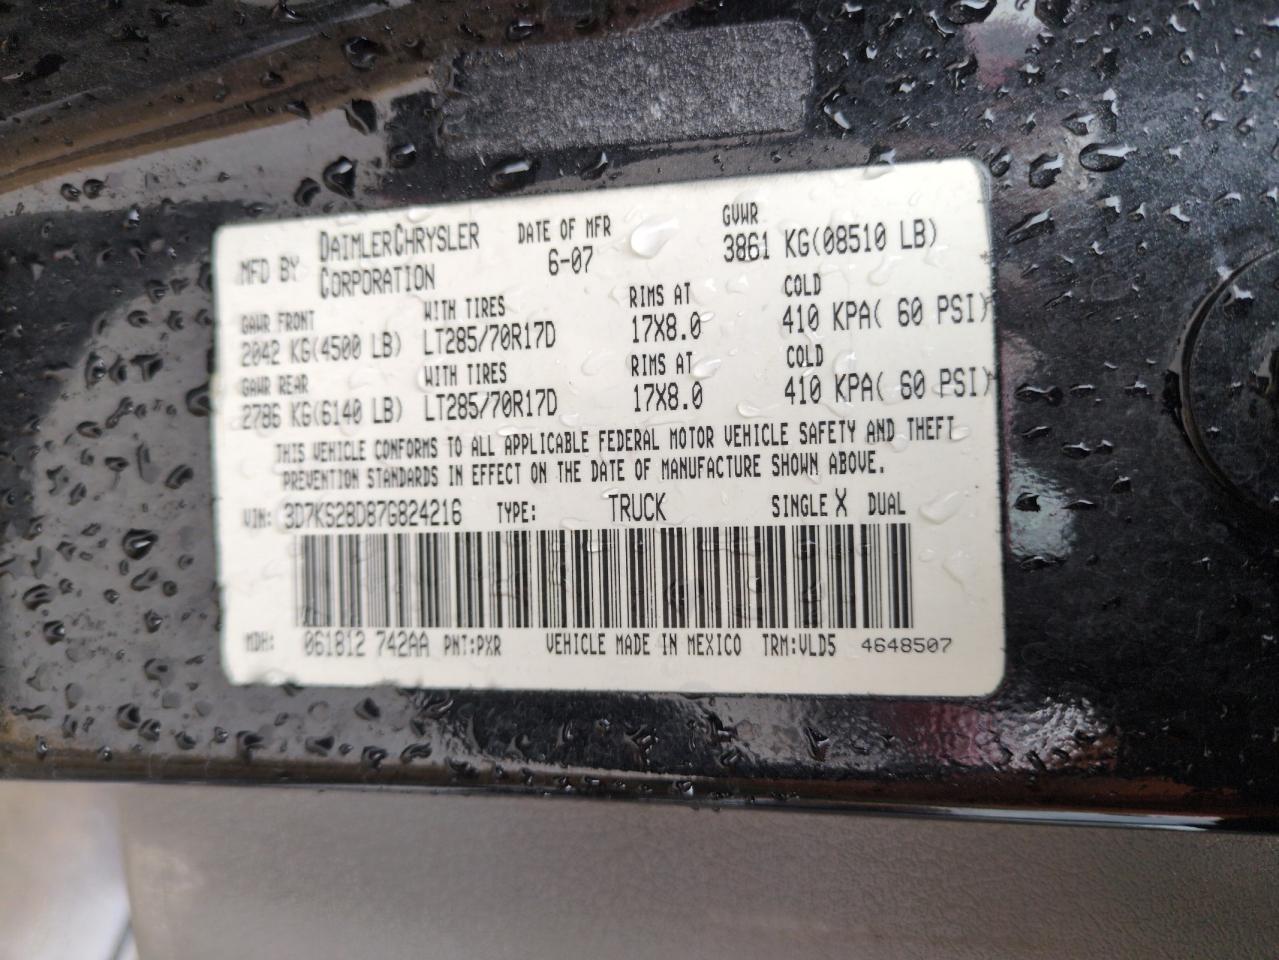 MFD BY DAIMLERCHRYSLER CORPORATION
DATE OF MFR 6-07
GVWR 3861 KG(08510 LB)
GAWR FRONT WITH TIRES RIMS AT COLD
2042 KG(4500 LB) LT285/70R17D 17X8.0 410 KPA( 60 PSI)
GAWR REAR WITH TIRES RIMS AT COLD
2786 KG(6140 LB) LT285/70R17D 17X8.0 410 KPA( 60 PSI)
THIS VEHICLE CONFORMS TO ALL APPLICABLE FEDERAL MOTOR VEHICLE SAFETY AND THEFT
PREVENTION STANDARDS IN EFFECT ON THE DATE OF MANUFACTURE SHOWN ABOVE.
VIN: 3D7KS28D87G824216 TYPE: TRUCK SINGLE X DUAL
MDH: 061812 742AA PNT:PXR VEHICLE MADE IN MEXICO TRM:VLD5 4648507